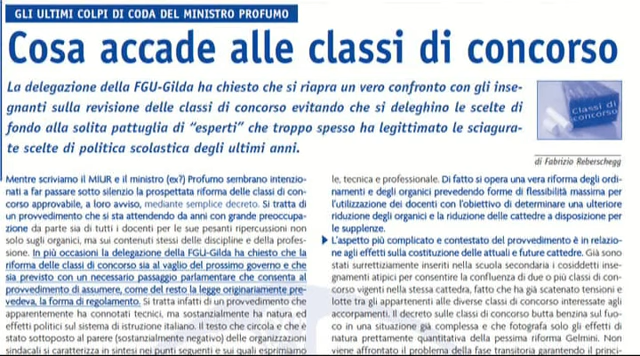 GLI ULTIMI COLPI DI CODA DEL MINISTRO PROFUMO
Cosa accade alle classi di concorso
La delegazione della FGU-Gilda ha chiesto che si riapra un vero confronto con gli inse-
gnanti sulla revisione delle classi di concorso evitando che si deleghino le scelte di
fondo alla solita pattuglia di “esperti” che troppo spesso ha legittimato le sciagura-
te scelte di politica scolastica degli ultimi anni.
Classi di
concorso
di Fabrizio Reberschegg
Mentre scriviamo il MIUR e il ministro (ex?) Profumo sembrano intenzio-
nati a far passare sotto silenzio la prospettata riforma delle classi di con-
corso approvabile, a loro avviso, mediante semplice decreto. Si tratta di
un provvedimento che si sta attendendo da anni con grande preoccupa-
zione da parte sia di tutti i docenti per le sue pesanti ripercussioni non
solo sugli organici, ma sui contenuti stessi delle discipline e della profes-
sione. In più occasioni la delegazione della FGU-Gilda ha chiesto che la
riforma delle classi di concorso sia al vaglio del prossimo governo e che
sia previsto con un necessario passaggio parlamentare che consenta al
provvedimento di assumere, come del resto la legge originariamente pre-
vedeva, la forma di regolamento. Si tratta infatti di un provvedimento che
apparentemente ha connotati tecnici, ma sostanzialmente ha natura ed
effetti politici sul sistema di istruzione italiano. Il testo che circola e che è
stato sottoposto al parere (sostanzialmente negativo) delle organizzazioni
sindacali si caratterizza in sintesi nei punti seguenti e sui quali esprimiamo
le, tecnica e professionale. Di fatto si opera una vera riforma degli ordi-
namenti e degli organici prevedendo forme di flessibilità massima per
l'utilizzazione dei docenti con l'obiettivo di determinare una ulteriore
riduzione degli organici e la riduzione delle cattedre a disposizione per
le supplenze.
L'aspetto più complicato e contestato del provvedimento è in relazio-
ne agli effetti sulla costituzione delle attuali e future cattedre. Già sono
stati surrettiziamente inseriti nella scuola secondaria i cosiddetti inse-
gnamenti atipici per consentire la confluenza di due o più classi di con-
corso vigenti nella stessa cattedra, fatto che ha già scatenato tensioni e
lotte tra gli appartenenti alle diverse classi di concorso interessate agli
accorpamenti. Il decreto sulle classi di concorso butta benzina sul fuo-
co in una situazione già complessa e che fotografa solo gli effetti di
natura prettamente quantitativa della pessima riforma Gelmini. Non
viene affrontato il problema della fase transitoria garantendo il princi-